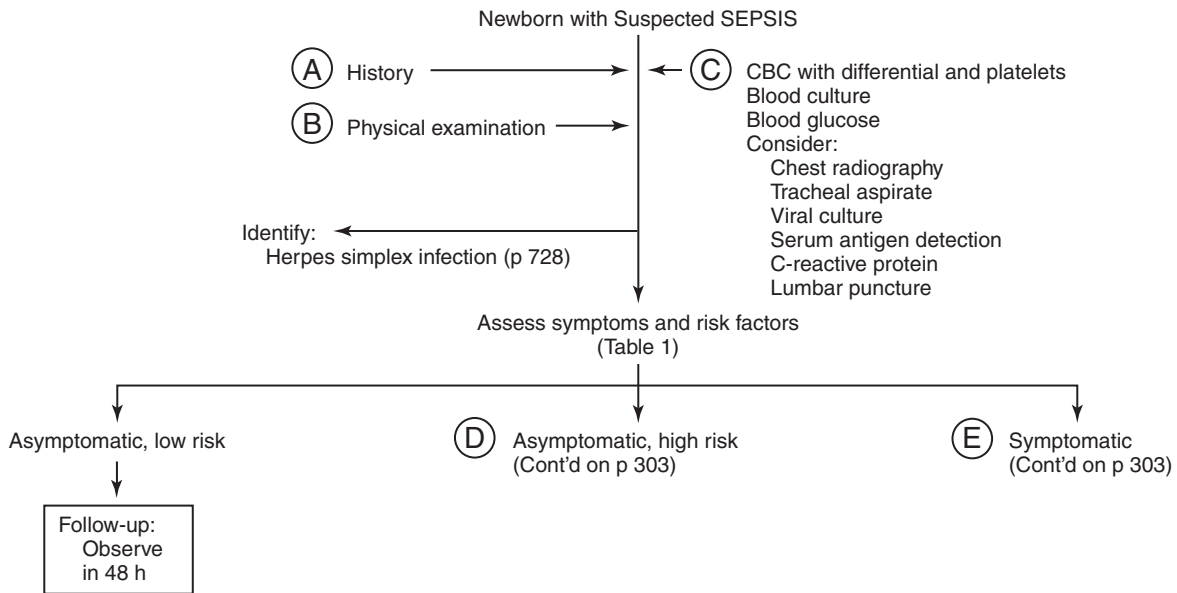 Newborn with Suspected SEPSIS
A History
B Physical examination
C CBC with differential and platelets
Blood culture
Blood glucose
Consider:
Chest radiography
Tracheal aspirate
Viral culture
Serum antigen detection
C-reactive protein
Lumbar puncture
Identify:
Herpes simplex infection (p 728)
Assess symptoms and risk factors
(Table 1)
Asymptomatic, low risk
D Asymptomatic, high risk
(Cont'd on p 303)
E Symptomatic
(Cont'd on p 303)
Follow-up:
Observe
in 48 h